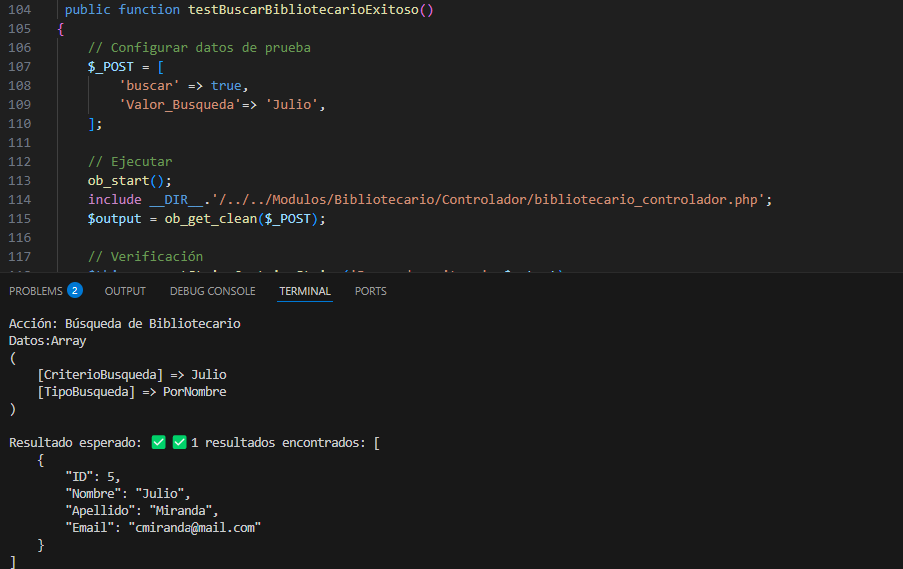 104 public function testBuscarBibliotecarioExitoso()
105 {
106 // Configurar datos de prueba
107 $_POST = [
108 'buscar' => true,
109 'Valor_Busqueda'=> 'Julio',
110 ];
111
112 // Ejecutar
113 ob_start();
114 include __DIR__.'/../../Modulos/Bibliotecario/Controlador/bibliotecario_controlador.php';
115 $output = ob_get_clean($_POST);
116
117 // Verificación
PROBLEMS 2 OUTPUT DEBUG CONSOLE TERMINAL PORTS
Acción: Búsqueda de Bibliotecario
Datos:Array
(
[CriterioBusqueda] => Julio
[TipoBusqueda] => PorNombre
)
Resultado esperado: ✅ ✅ 1 resultados encontrados: [
{
"ID": 5,
"Nombre": "Julio",
"Apellido": "Miranda",
"Email": "cmiranda@mail.com"
}
]